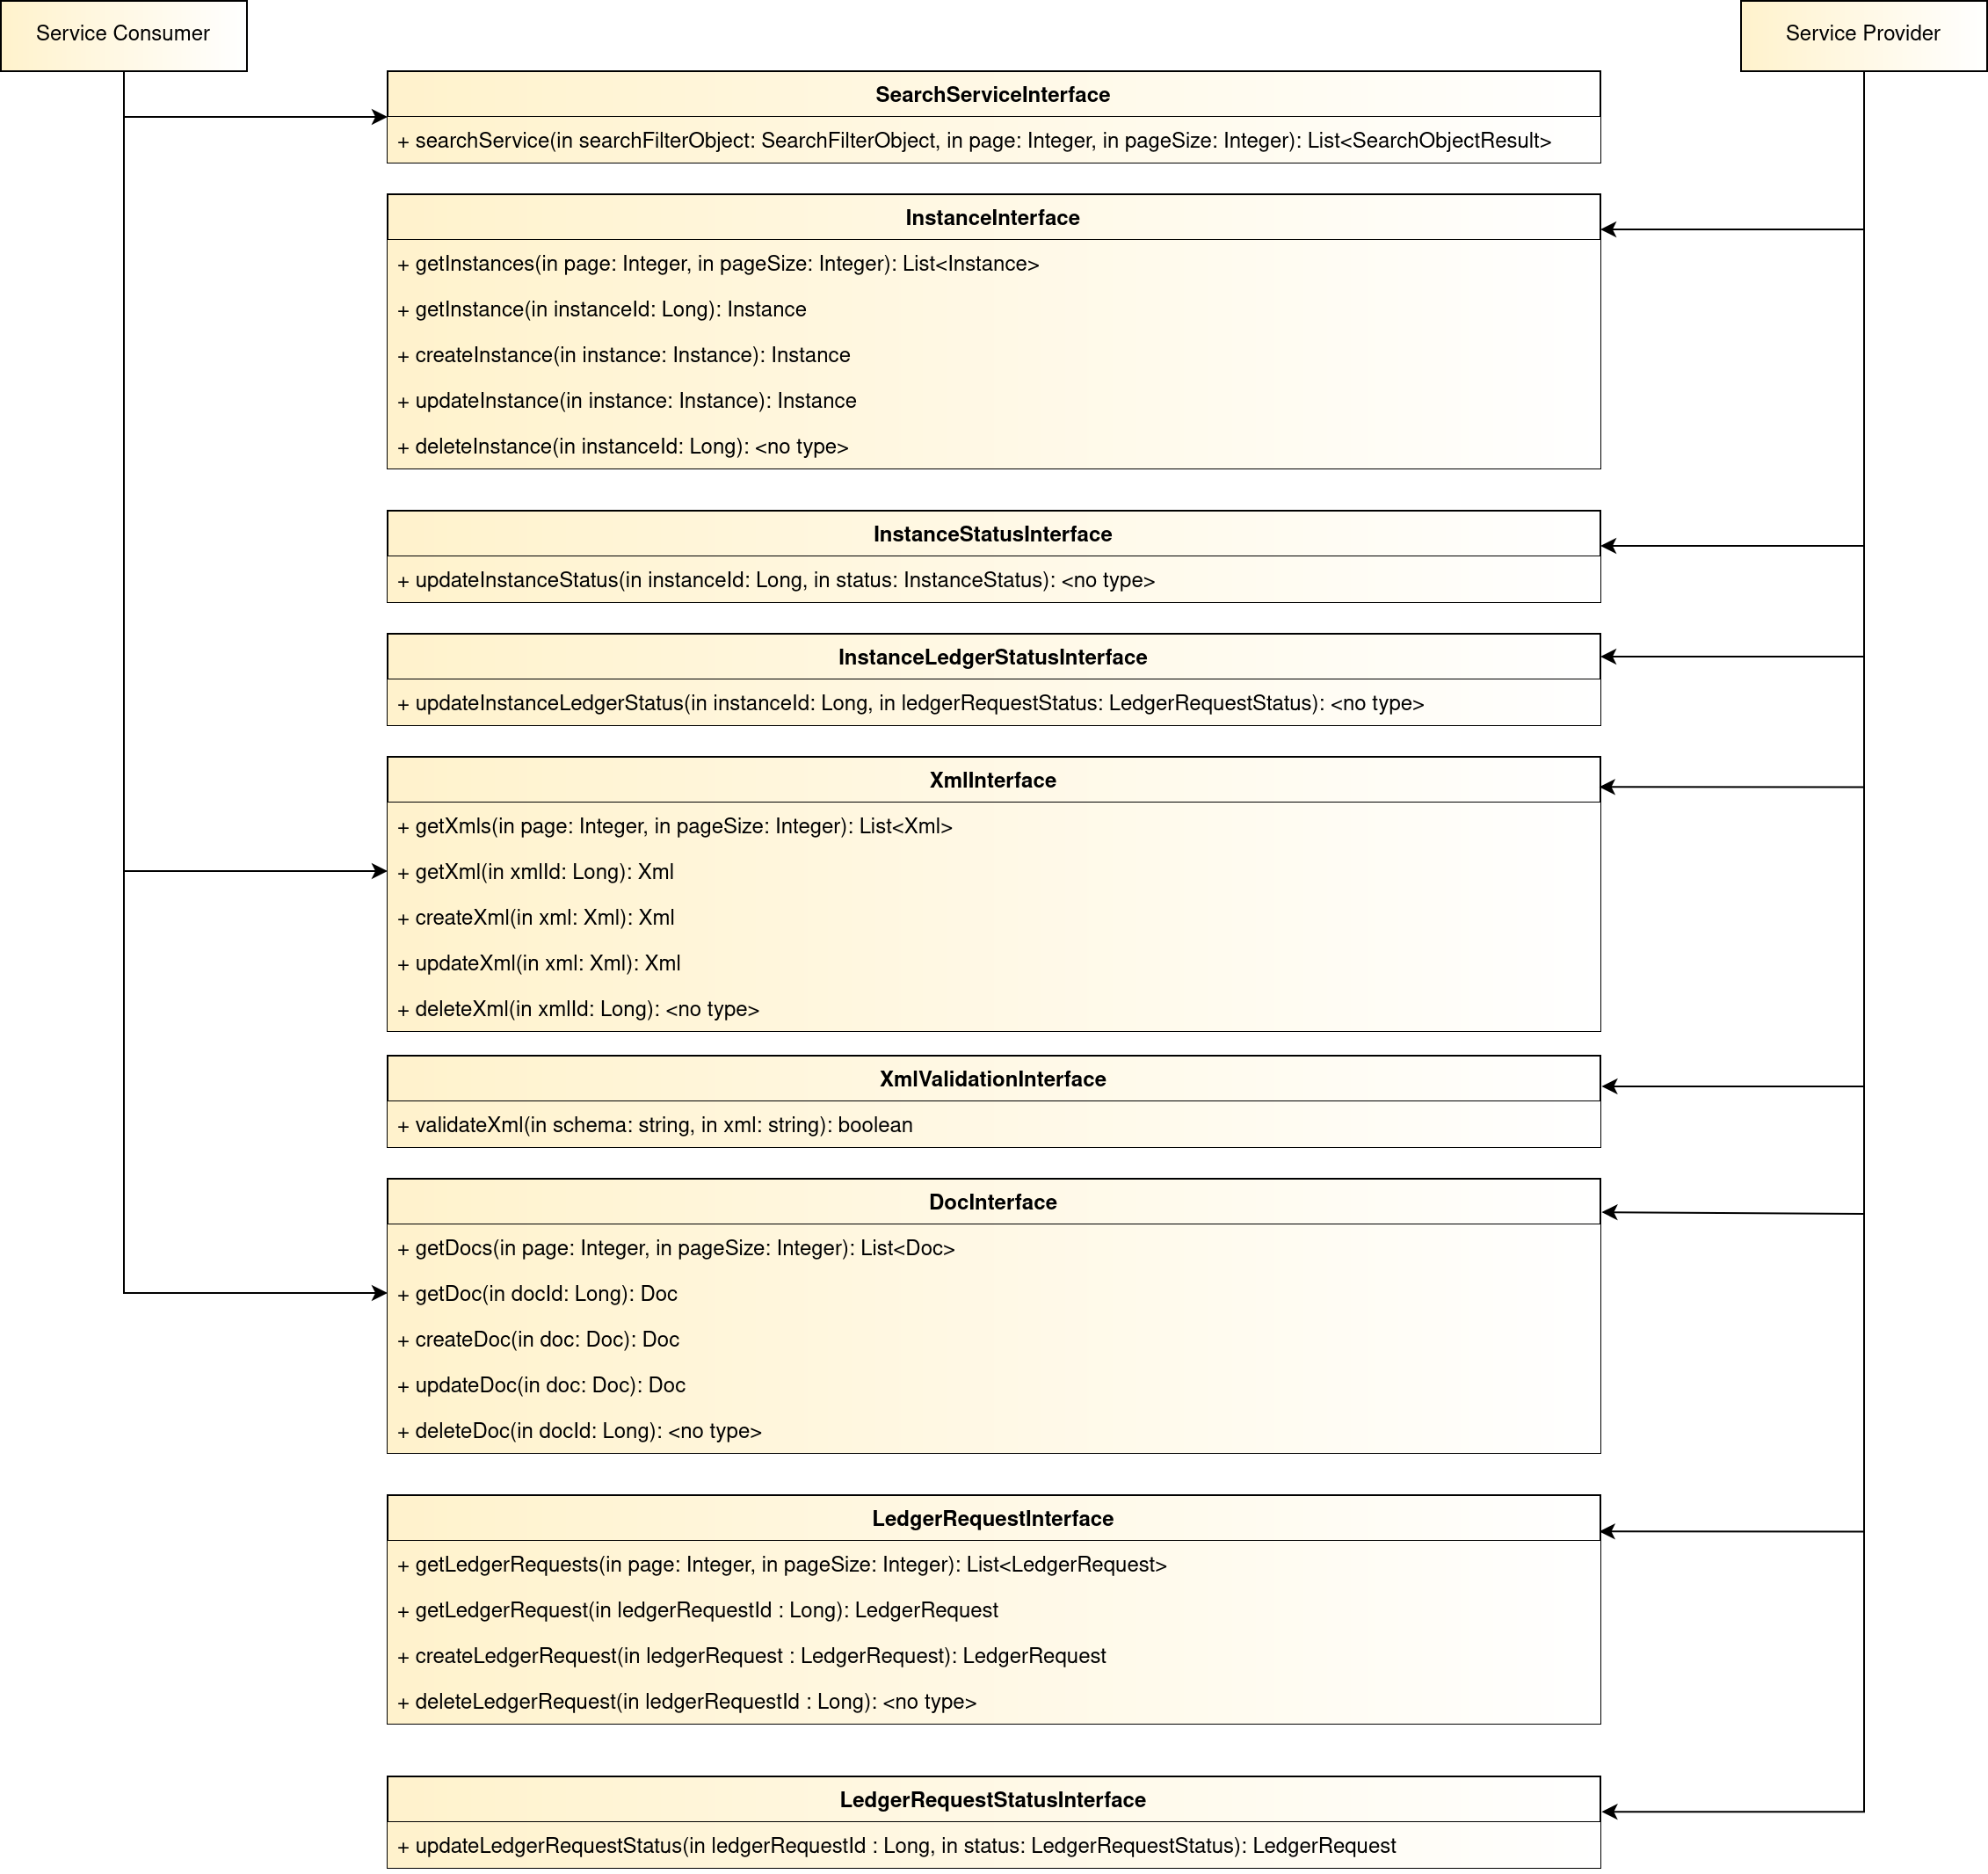 Service Consumer
Service Provider
SearchServiceInterface
+ searchService(in searchFilterObject: SearchFilterObject, in page: Integer, in pageSize: Integer): List<SearchObjectResult>
InstanceInterface
+ getInstances(in page: Integer, in pageSize: Integer): List<Instance>
+ getInstance(in instanceId: Long): Instance
+ createInstance(in instance: Instance): Instance
+ updateInstance(in instance: Instance): Instance
+ deleteInstance(in instanceId: Long): <no type>
InstanceStatusInterface
+ updateInstanceStatus(in instanceId: Long, in status: InstanceStatus): <no type>
InstanceLedgerStatusInterface
+ updateInstanceLedgerStatus(in instanceId: Long, in ledgerRequestStatus: LedgerRequestStatus): <no type>
XmlInterface
+ getXmls(in page: Integer, in pageSize: Integer): List<Xml>
+ getXml(in xmlId: Long): Xml
+ createXml(in xml: Xml): Xml
+ updateXml(in xml: Xml): Xml
+ deleteXml(in xmlId: Long): <no type>
XmlValidationInterface
+ validateXml(in schema: string, in xml: string): boolean
DocInterface
+ getDocs(in page: Integer, in pageSize: Integer): List<Doc>
+ getDoc(in docId: Long): Doc
+ createDoc(in doc: Doc): Doc
+ updateDoc(in doc: Doc): Doc
+ deleteDoc(in docId: Long): <no type>
LedgerRequestInterface
+ getLedgerRequests(in page: Integer, in pageSize: Integer): List<LedgerRequest>
+ getLedgerRequest(in ledgerRequestId : Long): LedgerRequest
+ createLedgerRequest(in ledgerRequest : LedgerRequest): LedgerRequest
+ deleteLedgerRequest(in ledgerRequestId : Long): <no type>
LedgerRequestStatusInterface
+ updateLedgerRequestStatus(in ledgerRequestId : Long, in status: LedgerRequestStatus): LedgerRequest